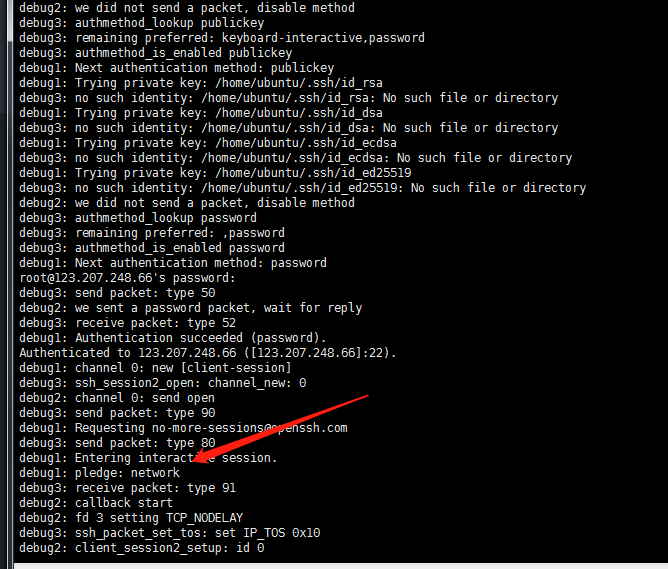 debug2: we did not send a packet, disable method
debug3: authmethod_lookup publickey
debug3: remaining preferred: keyboard-interactive,password
debug3: authmethod_is_enabled publickey
debug1: Next authentication method: publickey
debug1: Trying private key: /home/ubuntu/.ssh/id_rsa
debug3: no such identity: /home/ubuntu/.ssh/id_rsa: No such file or directory
debug1: Trying private key: /home/ubuntu/.ssh/id_dsa
debug3: no such identity: /home/ubuntu/.ssh/id_dsa: No such file or directory
debug1: Trying private key: /home/ubuntu/.ssh/id_ecdsa
debug3: no such identity: /home/ubuntu/.ssh/id_ecdsa: No such file or directory
debug1: Trying private key: /home/ubuntu/.ssh/id_ed25519
debug3: no such identity: /home/ubuntu/.ssh/id_ed25519: No such file or directory
debug2: we did not send a packet, disable method
debug3: authmethod_lookup password
debug3: remaining preferred: ,password
debug3: authmethod_is_enabled password
debug1: Next authentication method: password
root@123.207.248.66's password:
debug3: send packet: type 50
debug2: we sent a password packet, wait for reply
debug3: receive packet: type 52
debug1: Authentication succeeded (password).
Authenticated to 123.207.248.66 ([123.207.248.66]:22).
debug1: channel 0: new [client-session]
debug3: ssh_session2_open: channel_new: 0
debug2: channel 0: send open
debug3: send packet: type 90
debug1: Requesting no-more-sessions@openssh.com
debug3: send packet: type 80
debug1: Entering interactive session.
debug1: pledge: network
debug3: receive packet: type 91
debug2: callback start
debug2: fd 3 setting TCP_NODELAY
debug3: ssh_packet_set_tos: set IP_TOS 0x10
debug2: client_session2_setup: id 0